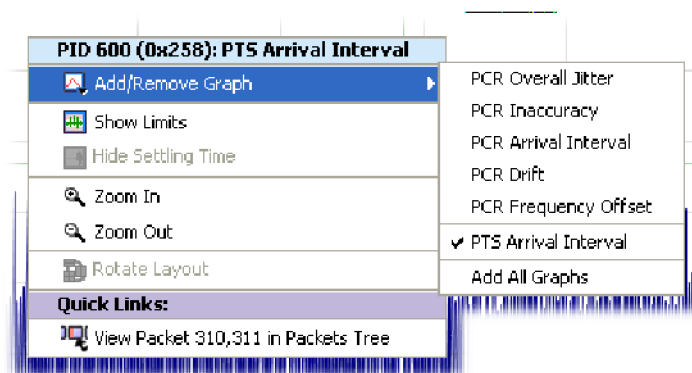 PID 600 (0x258): PTS Arrival Interval
Add/Remove Graph
Show Limits
Hide Settling Time
Zoom In
Zoom Out
Rotate Layout
Quick Links:
View Packet 310,311 in Packets Tree
PCR Overall Jitter
PCR Inaccuracy
PCR Arrival Interval
PCR Drift
PCR Frequency Offset
PTS Arrival Interval
Add All Graphs